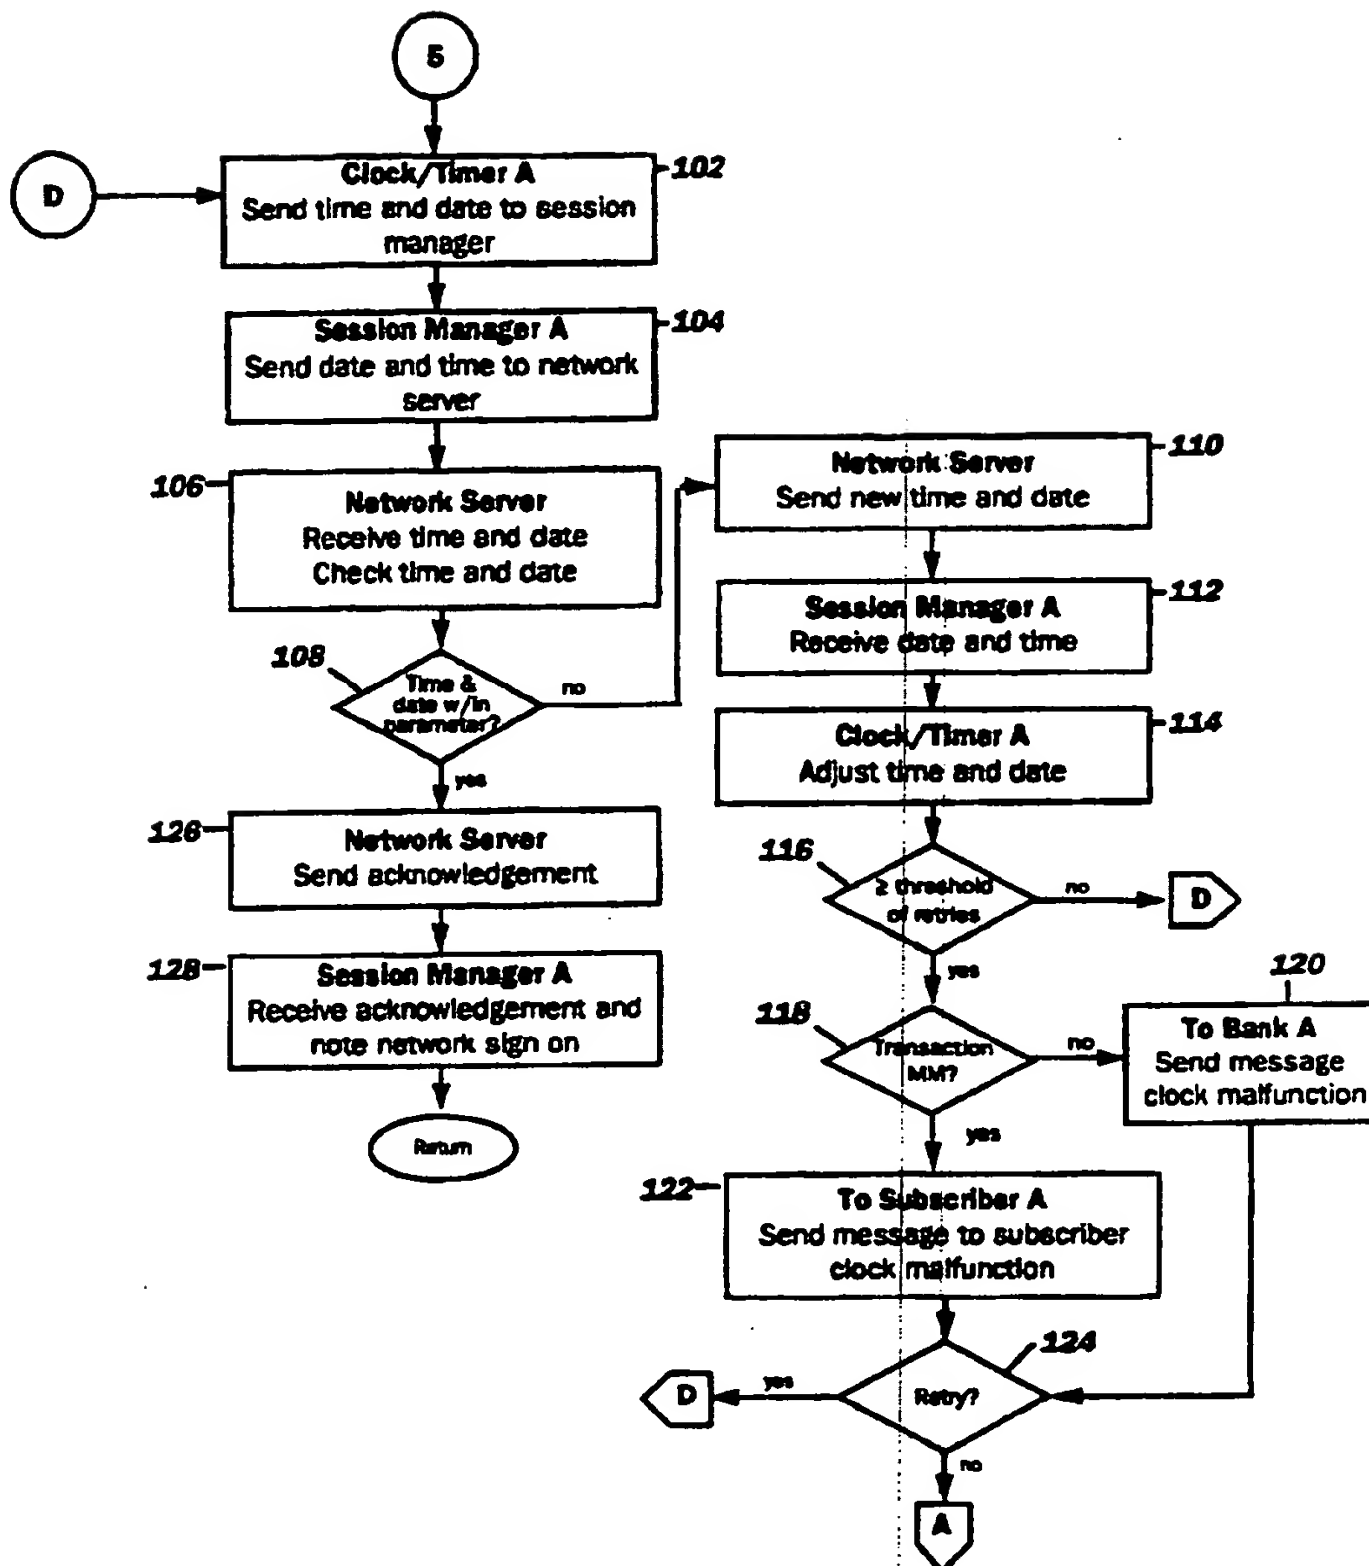 5
D
Clock/Timer A
102
Send time and date to session
manager
Session Manager A
104
Send date and time to network
server
106
Network Server
Receive time and date
Check time and date
108
Time &
date w/in
parameter?
no
yes
126
Network Server
Send acknowledgement
128
Session Manager A
Receive acknowledgement and
note network sign on
Return
Network Server
110
Send new time and date
Session Manager A
112
Receive date and time
Clock/Timer A
114
Adjust time and date
116
≥ threshold
of retries
no
D
yes
118
Transaction
MM?
no
120
To Bank A
Send message
clock malfunction
yes
122
To Subscriber A
Send message to subscriber
clock malfunction
124
Retry?
yes
D
no
A